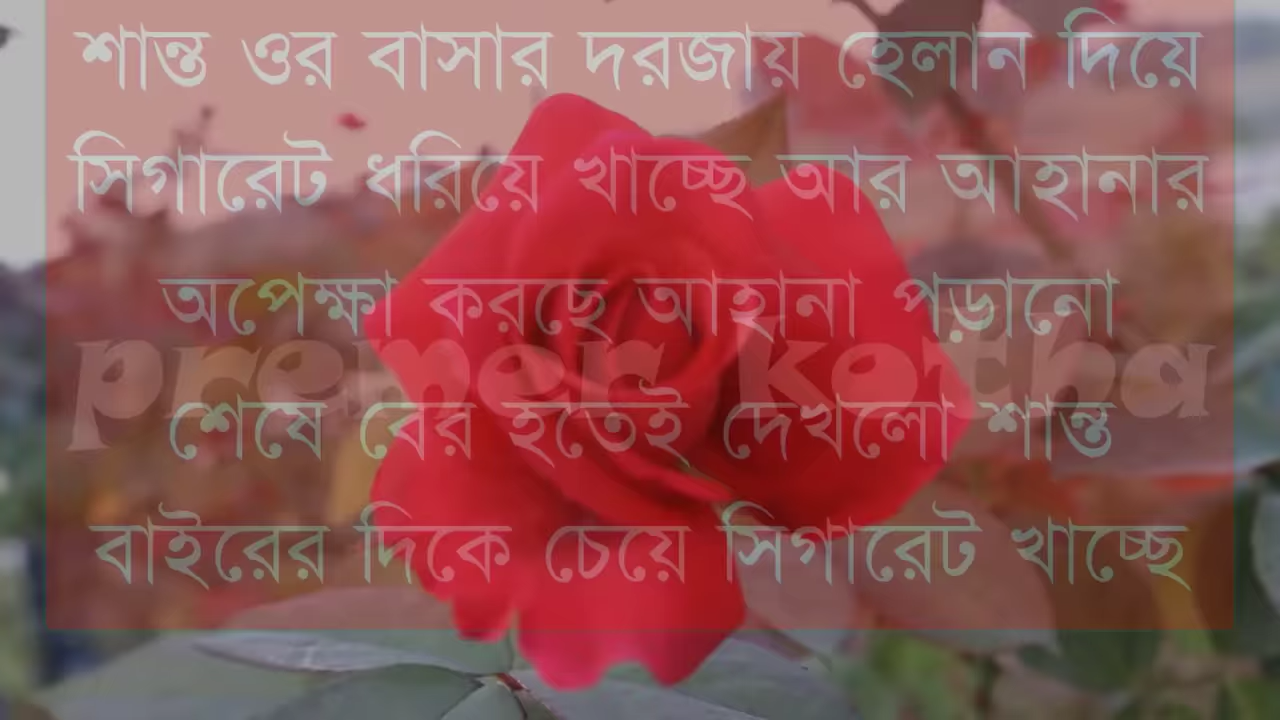 শান্ত ওর বাসার দরজায় হেলান দিয়ে
সিগারেট ধরিয়ে খাচ্ছে আর আহানার
অপেক্ষা করছে আহানা পড়ানো
premer kotha
শেষে বের হতেই দেখলো শান্ত
বাইরের দিকে চেয়ে সিগারেট খাচ্ছে